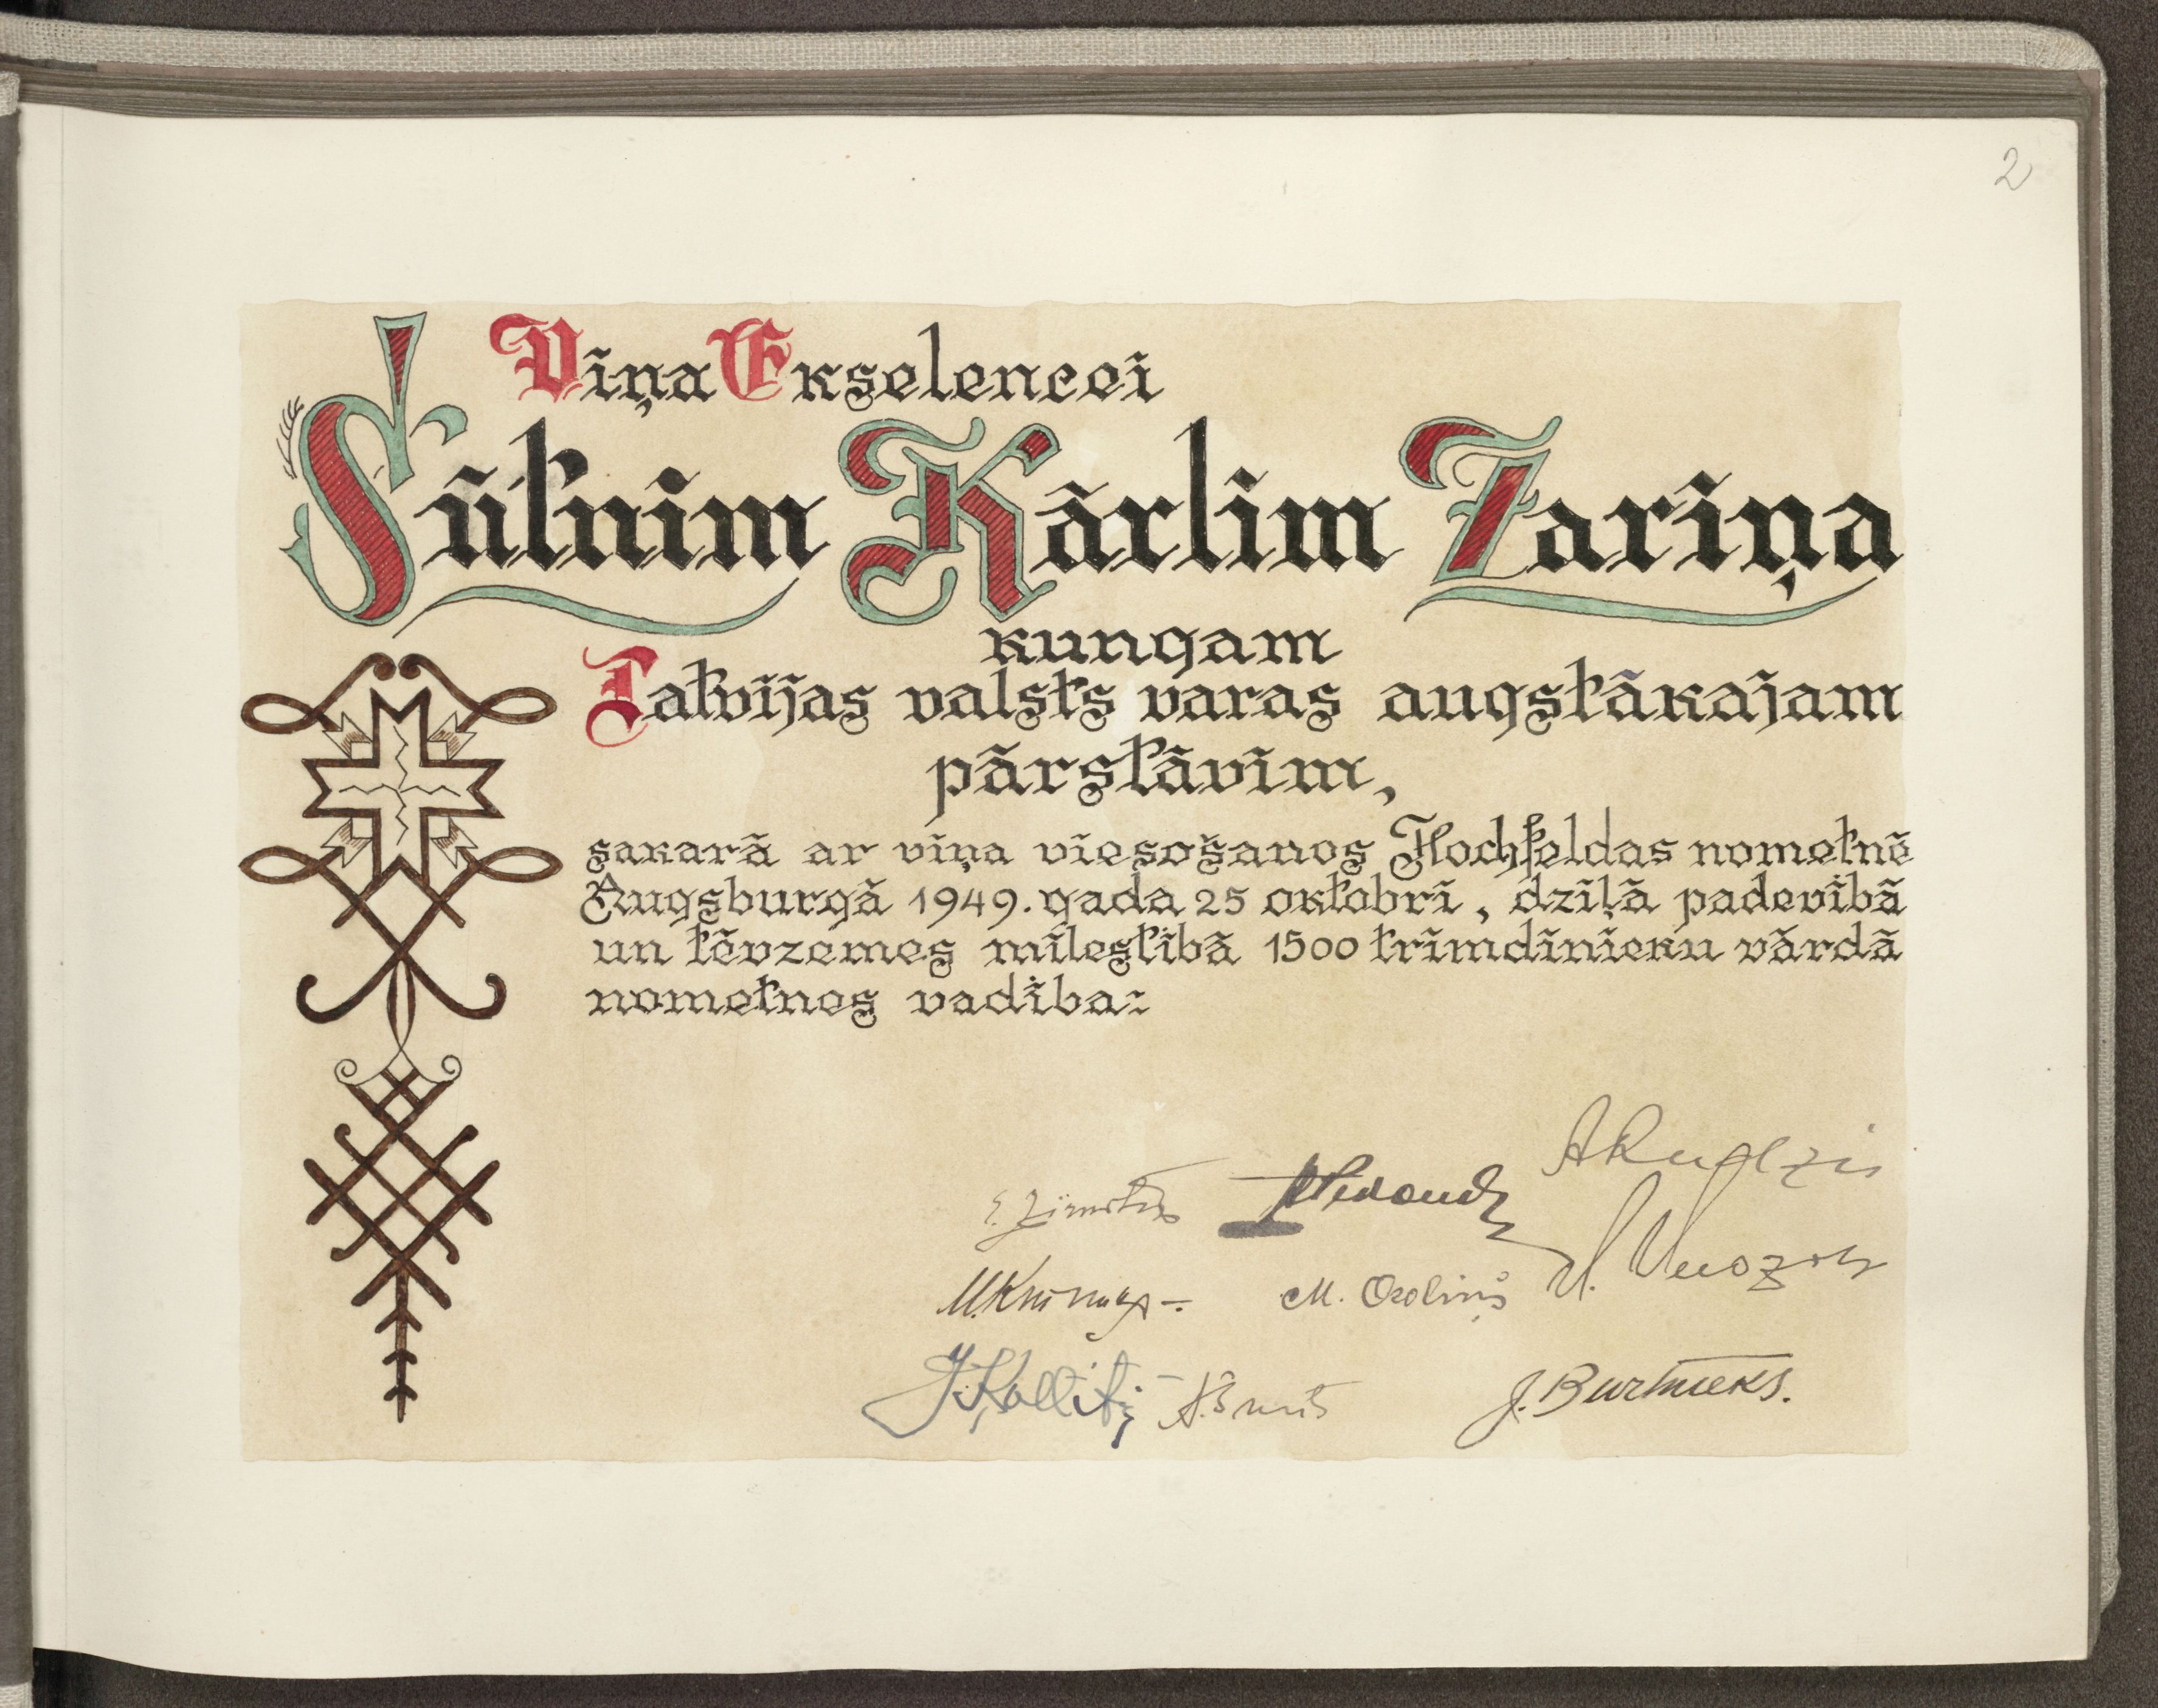 2
Viņa Ekselencei
Sūtnim Kārlim Zariņa
kungam
Latvijas valsts varas augstākajam
pārstāvim,
sakarā ar viņa viesošanos Hochfeldas nometnē
Augsburgā 1949. gada 25 oktobrī, dziļā padevībā
un tēvzemes mīlestībā 1500 trimdinieku vārdā
nometnes vadība:
M. Ozoliņš
J. Burtnieks.